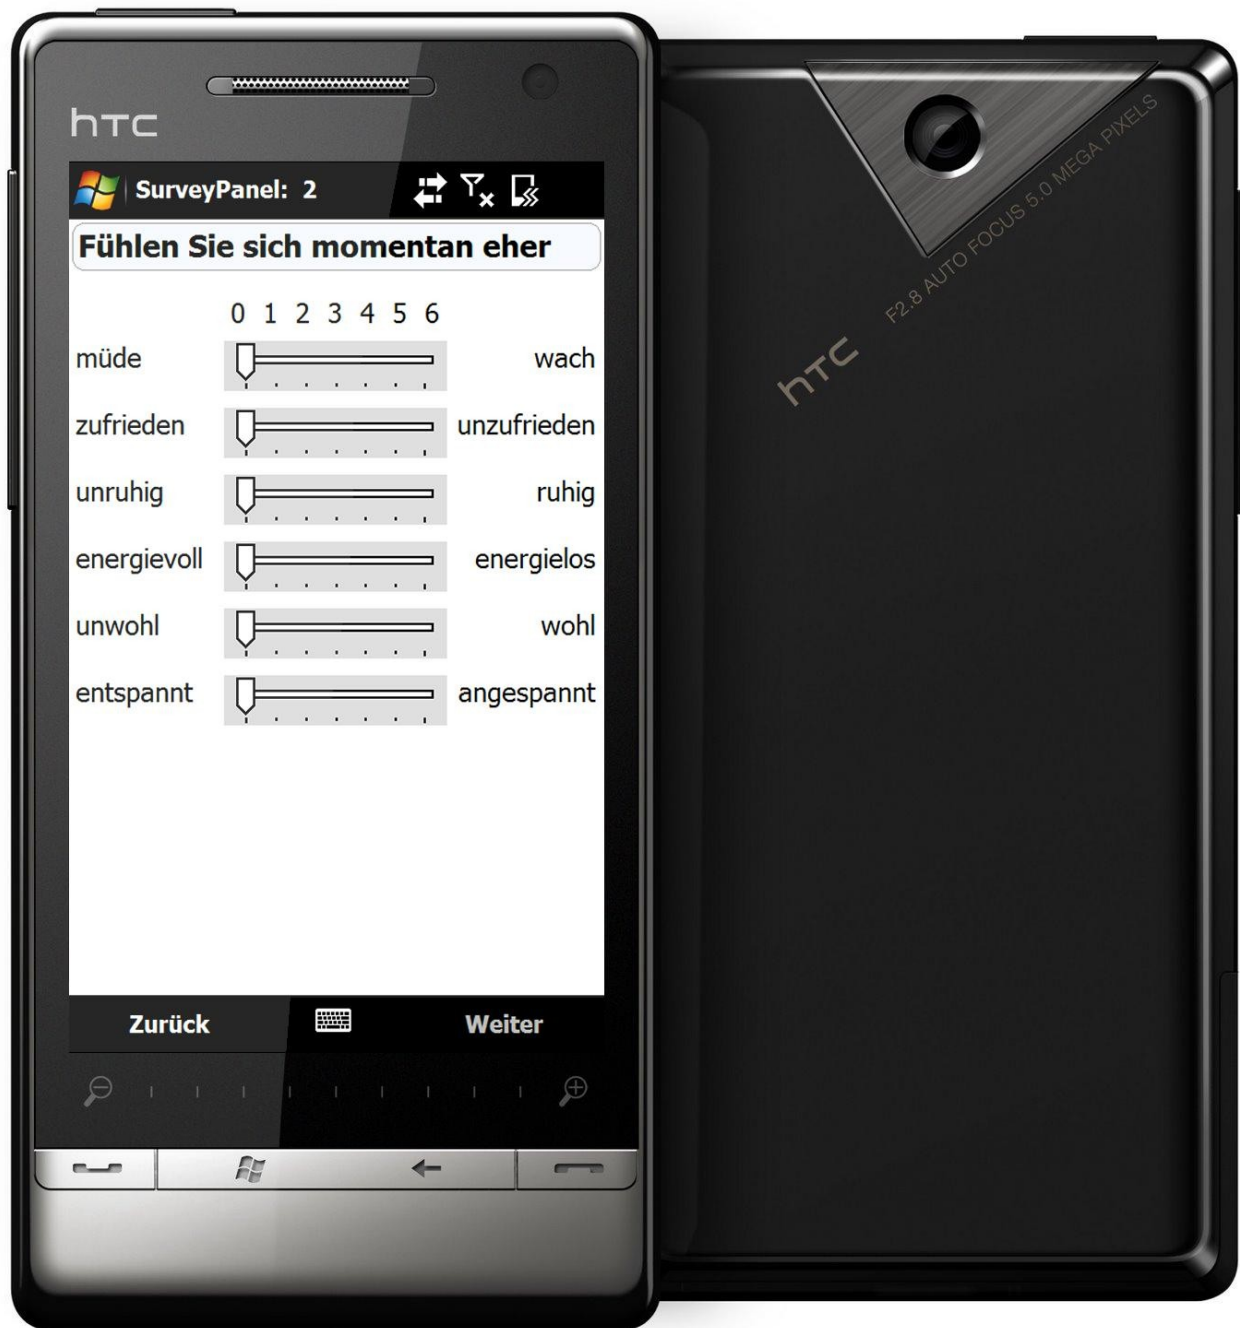 hTC
SurveyPanel: 2
Fühlen Sie sich momentan eher
0 1 2 3 4 5 6
müde wach
zufrieden unzufrieden
unruhig ruhig
energievoll energielos
unwohl wohl
entspannt angespannt
Zurück Weiter
F2.8 AUTO FOCUS 5.0 MEGA PIXELS
hTC